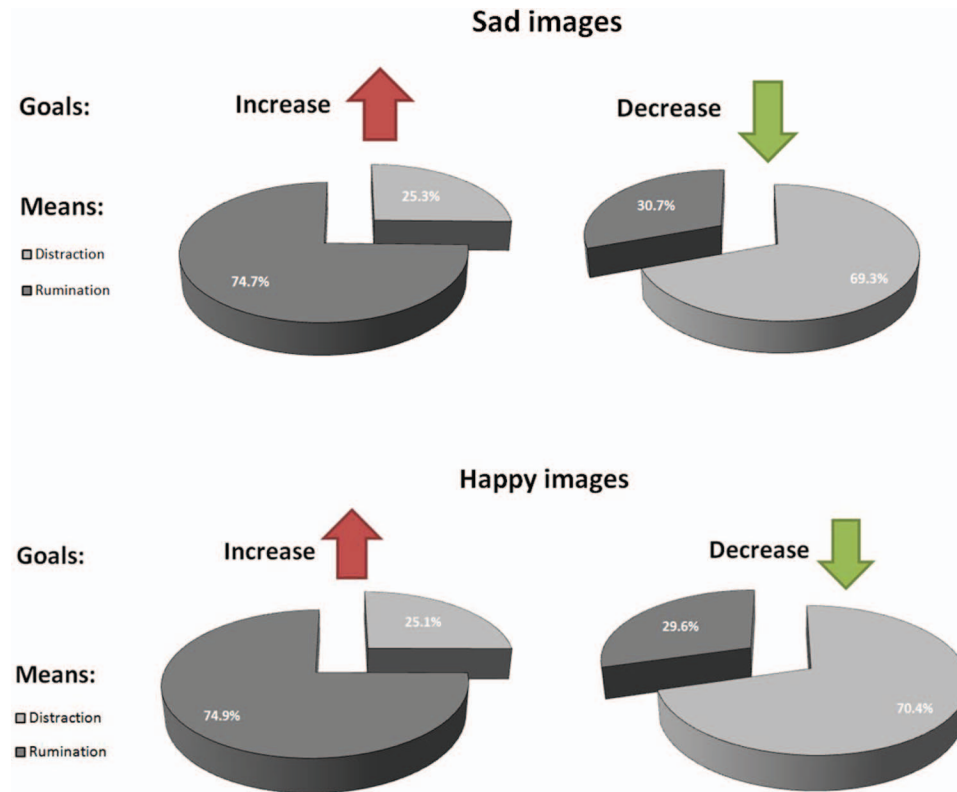 Sad images
Goals:
Increase
Decrease
Means:
Distraction
Rumination
25.3%
74.7%
30.7%
69.3%
Happy images
Goals:
Increase
Decrease
Means:
Distraction
Rumination
25.1%
74.9%
29.6%
70.4%